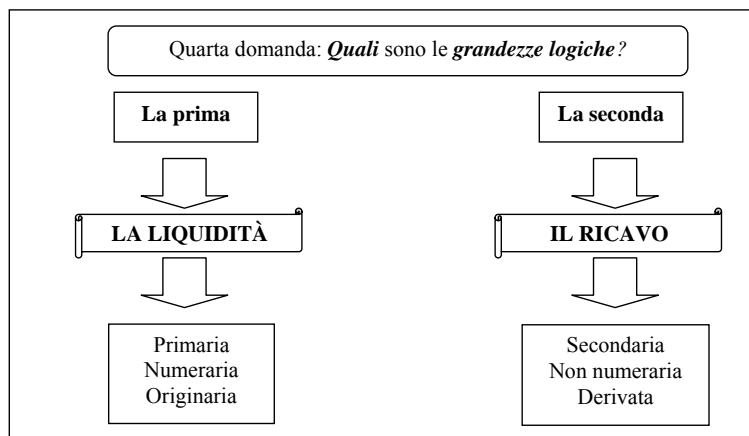 Quarta domanda: Quali sono le grandezze logiche?
La prima
La seconda
LA LIQUIDITÀ
IL RICAVO
Primaria
Numeraria
Originaria
Secondaria
Non numeraria
Derivata